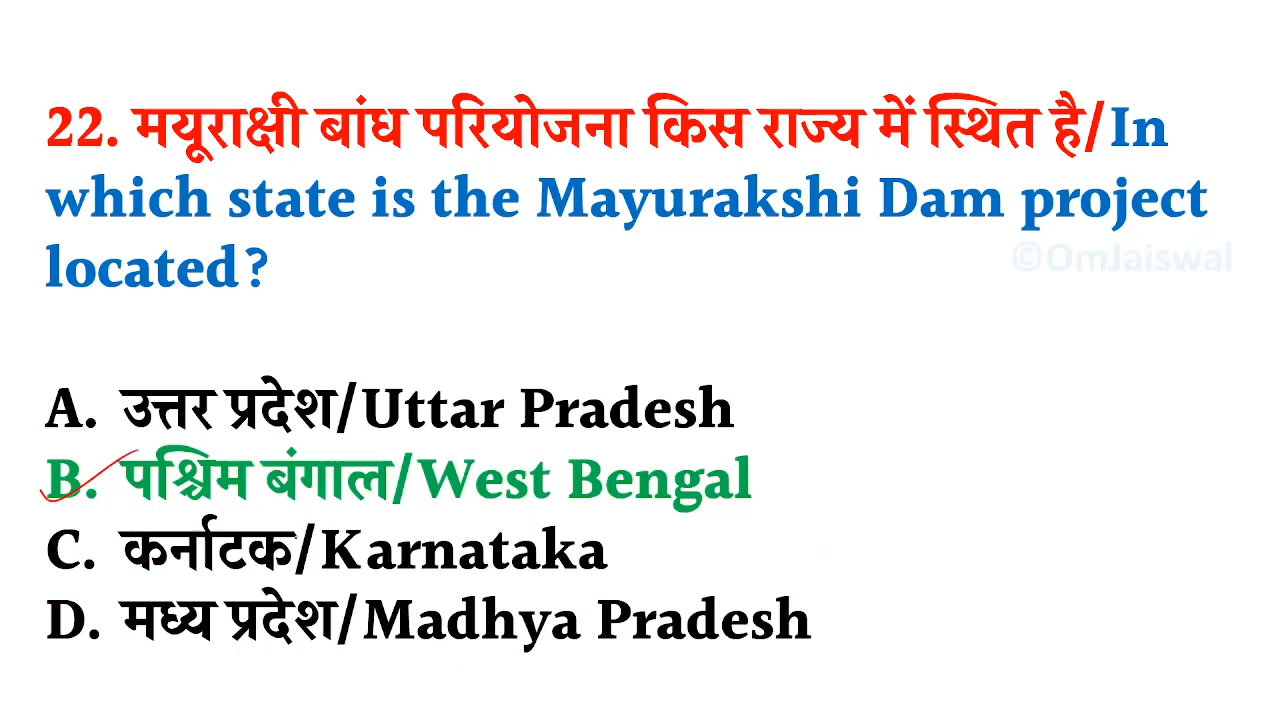 22. मयूराक्षी बांध परियोजना किस राज्य में स्थित है/In
which state is the Mayurakshi Dam project
located?
©OmJaiswal
A. उत्तर प्रदेश/Uttar Pradesh
B. पश्चिम बंगाल/West Bengal
C. कर्नाटक/Karnataka
D. मध्य प्रदेश/Madhya Pradesh